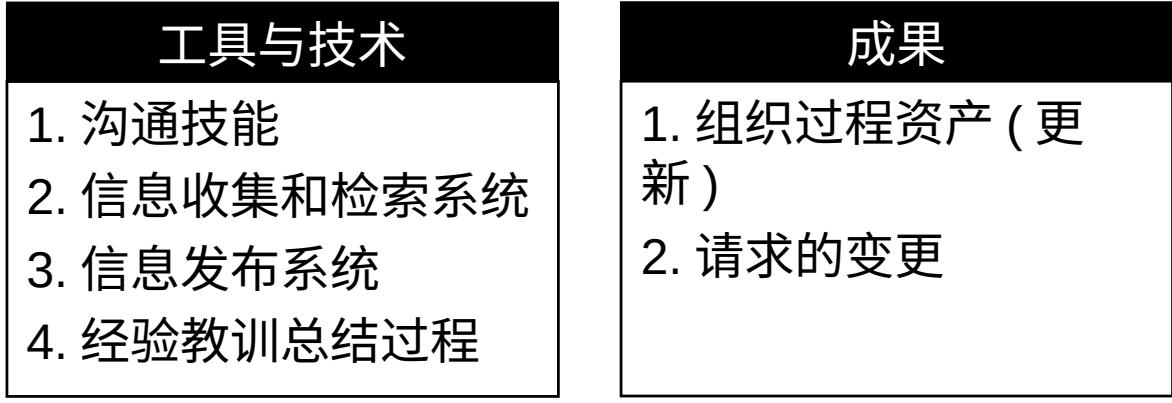 工具与技术
1. 沟通技能
2. 信息收集和检索系统
3. 信息发布系统
4. 经验教训总结过程
成果
1. 组织过程资产 ( 更
新 )
2. 请求的变更